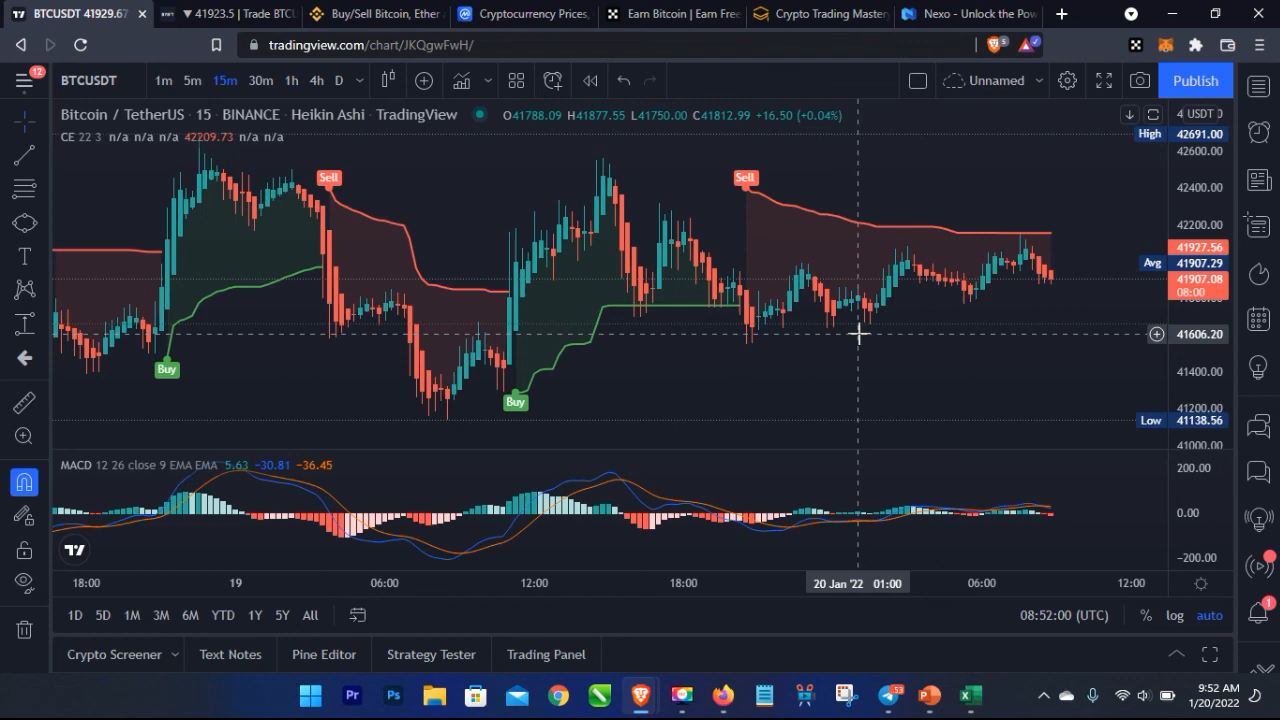 BTCUSDT 41929.67
▼ 41923.5 | Trade BTCU
Buy/Sell Bitcoin, Ether
Cryptocurrency Prices,
Earn Bitcoin | Earn Free
Crypto Trading Mastery
Nexo - Unlock the Pow
tradingview.com/chart/JKQgwFwH/
5
12
BTCUSDT 1m 5m 15m 30m 1h 4h D
Unnamed
Publish
Bitcoin / TetherUS · 15 · BINANCE · Heikin Ashi · TradingView O41788.09 H41877.55 L41750.00 C41812.99 +16.50 (+0.04%)
CE 22 3 n/a n/a n/a 42209.73 n/a n/a
USDT
High 42691.00
42600.00
42400.00
42200.00
41927.56
Avg 41907.29
41907.08
08:00
41606.20
41400.00
41200.00
Low 41138.56
41000.00
Sell
Sell
Buy
Buy
MACD 12 26 close 9 EMA EMA 5.63 −30.81 −36.45
200.00
0.00
−200.00
18:00 19 06:00 12:00 18:00 20 Jan '22 01:00 06:00 12:00
1D 5D 1M 3M 6M YTD 1Y 5Y All
08:52:00 (UTC) % log auto
1
Crypto Screener Text Notes Pine Editor Strategy Tester Trading Panel
Pr
Ps
53
9:52 AM
1/20/2022